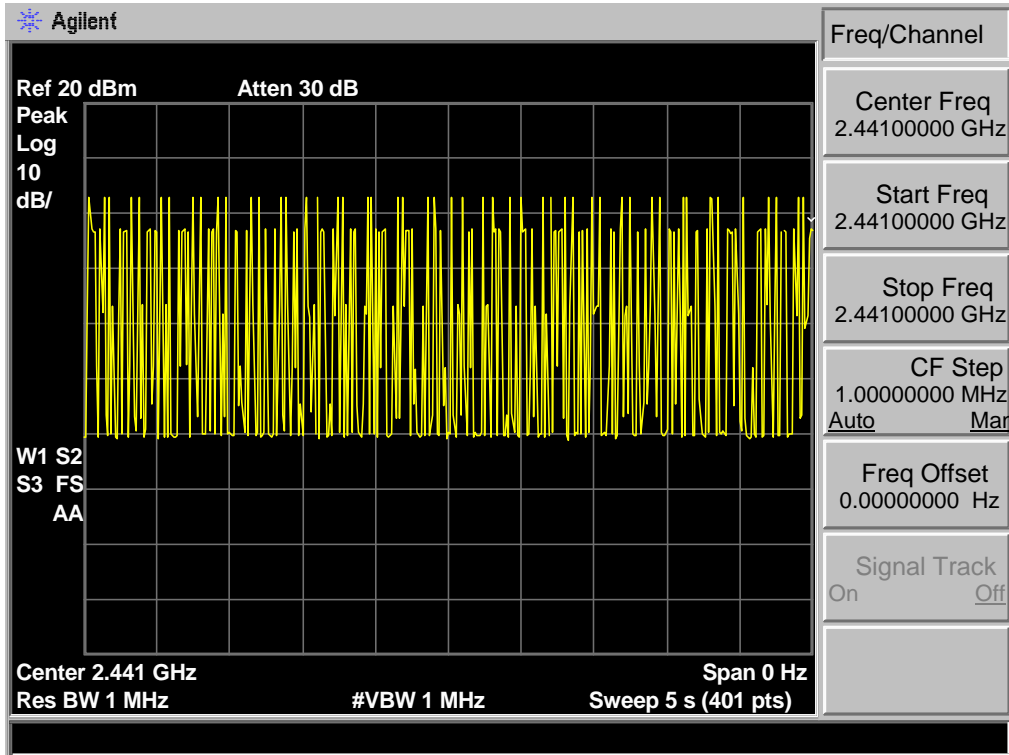 Agilent
Ref 20 dBm Atten 30 dB
Peak
Log
10
dB/
W1 S2
S3 FS
AA
Center 2.441 GHz Span 0 Hz
Res BW 1 MHz #VBW 1 MHz Sweep 5 s (401 pts)
Freq/Channel
Center Freq
2.44100000 GHz
Start Freq
2.44100000 GHz
Stop Freq
2.44100000 GHz
CF Step
1.00000000 MHz
Auto Man
Freq Offset
0.00000000 Hz
Signal Track
On Off